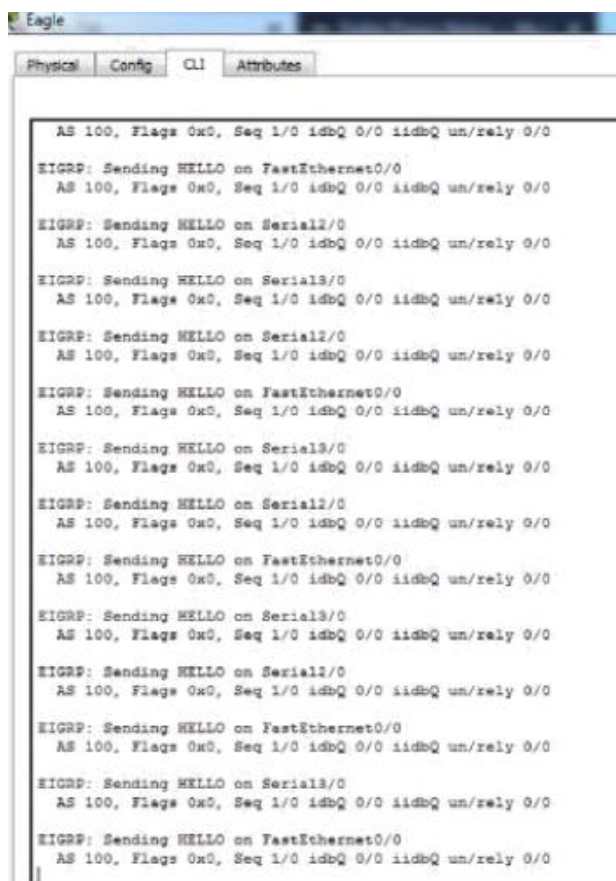 Eagle
Physical Config CLI Attributes
AS 100, Flags 0x0, Seq 1/0 idbQ 0/0 iidbQ un/rely 0/0
EIGRP: Sending HELLO on FastEthernet0/0
AS 100, Flags 0x0, Seq 1/0 idbQ 0/0 iidbQ un/rely 0/0
EIGRP: Sending HELLO on Serial2/0
AS 100, Flags 0x0, Seq 1/0 idbQ 0/0 iidbQ un/rely 0/0
EIGRP: Sending HELLO on Serial3/0
AS 100, Flags 0x0, Seq 1/0 idbQ 0/0 iidbQ un/rely 0/0
EIGRP: Sending HELLO on Serial2/0
AS 100, Flags 0x0, Seq 1/0 idbQ 0/0 iidbQ un/rely 0/0
EIGRP: Sending HELLO on FastEthernet0/0
AS 100, Flags 0x0, Seq 1/0 idbQ 0/0 iidbQ un/rely 0/0
EIGRP: Sending HELLO on Serial3/0
AS 100, Flags 0x0, Seq 1/0 idbQ 0/0 iidbQ un/rely 0/0
EIGRP: Sending HELLO on Serial2/0
AS 100, Flags 0x0, Seq 1/0 idbQ 0/0 iidbQ un/rely 0/0
EIGRP: Sending HELLO on FastEthernet0/0
AS 100, Flags 0x0, Seq 1/0 idbQ 0/0 iidbQ un/rely 0/0
EIGRP: Sending HELLO on Serial3/0
AS 100, Flags 0x0, Seq 1/0 idbQ 0/0 iidbQ un/rely 0/0
EIGRP: Sending HELLO on Serial2/0
AS 100, Flags 0x0, Seq 1/0 idbQ 0/0 iidbQ un/rely 0/0
EIGRP: Sending HELLO on FastEthernet0/0
AS 100, Flags 0x0, Seq 1/0 idbQ 0/0 iidbQ un/rely 0/0
EIGRP: Sending HELLO on Serial3/0
AS 100, Flags 0x0, Seq 1/0 idbQ 0/0 iidbQ un/rely 0/0
EIGRP: Sending HELLO on FastEthernet0/0
AS 100, Flags 0x0, Seq 1/0 idbQ 0/0 iidbQ un/rely 0/0